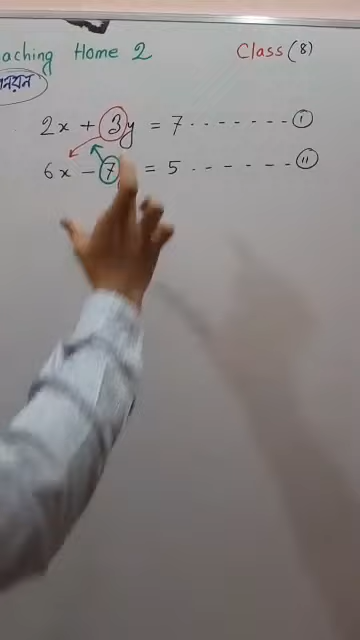 aching Home 2
Class (8)
2x + 3y = 7 ....... (i)
6x - 7 = 5 ....... (ii)